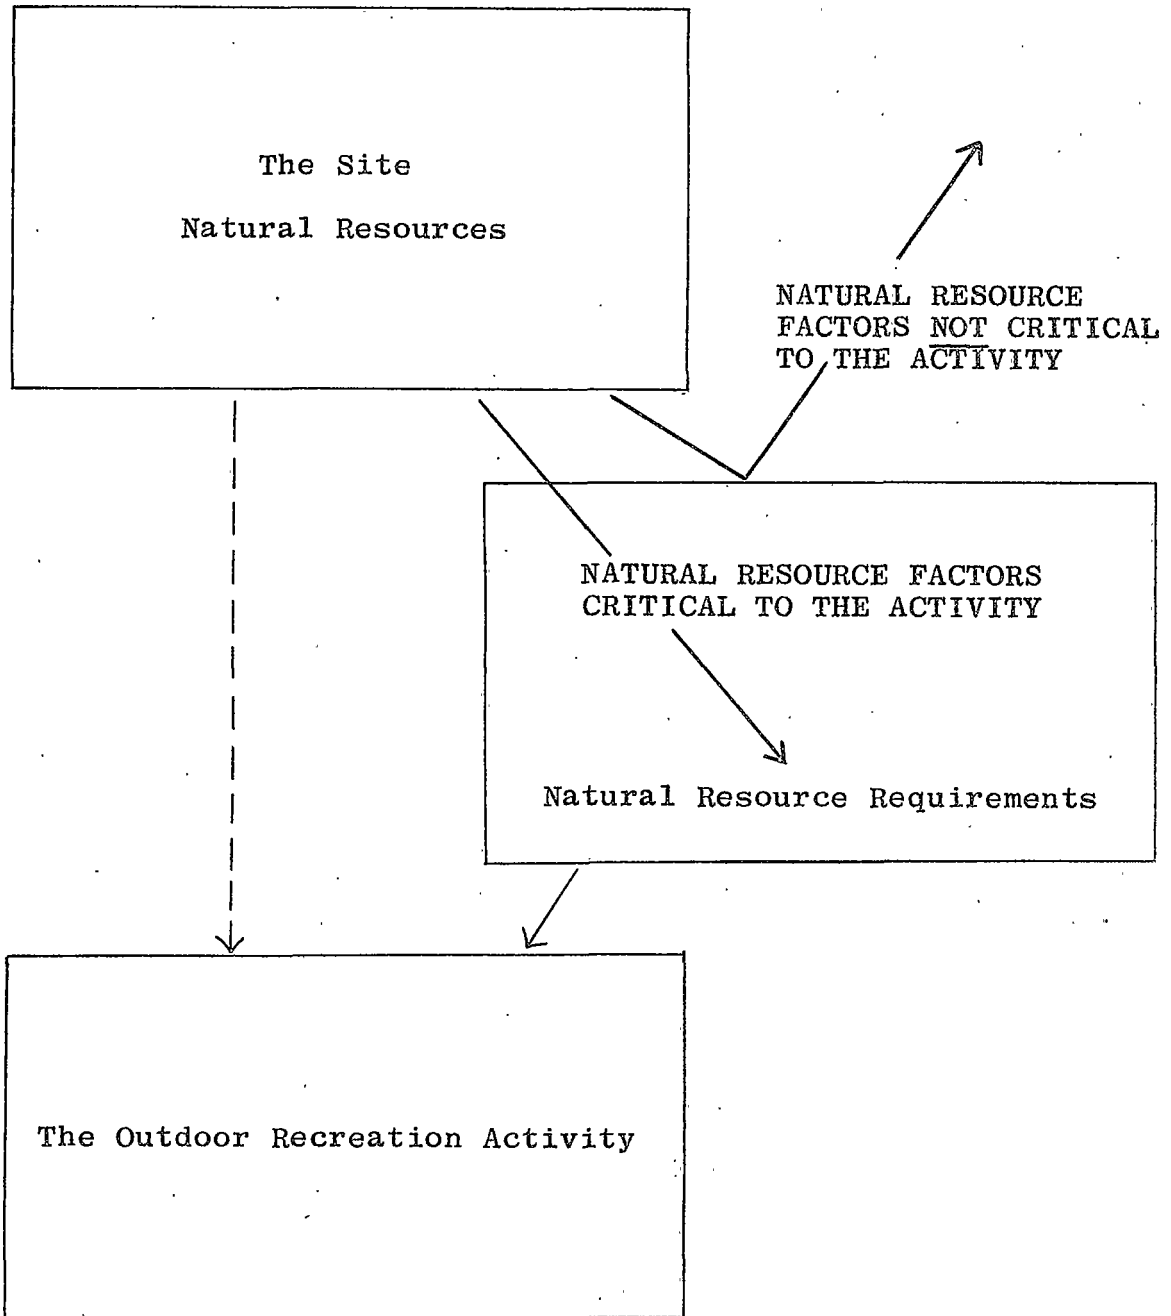 The Site
Natural Resources
NATURAL RESOURCE
FACTORS NOT CRITICAL
TO THE ACTIVITY
NATURAL RESOURCE FACTORS
CRITICAL TO THE ACTIVITY
Natural Resource Requirements
The Outdoor Recreation Activity